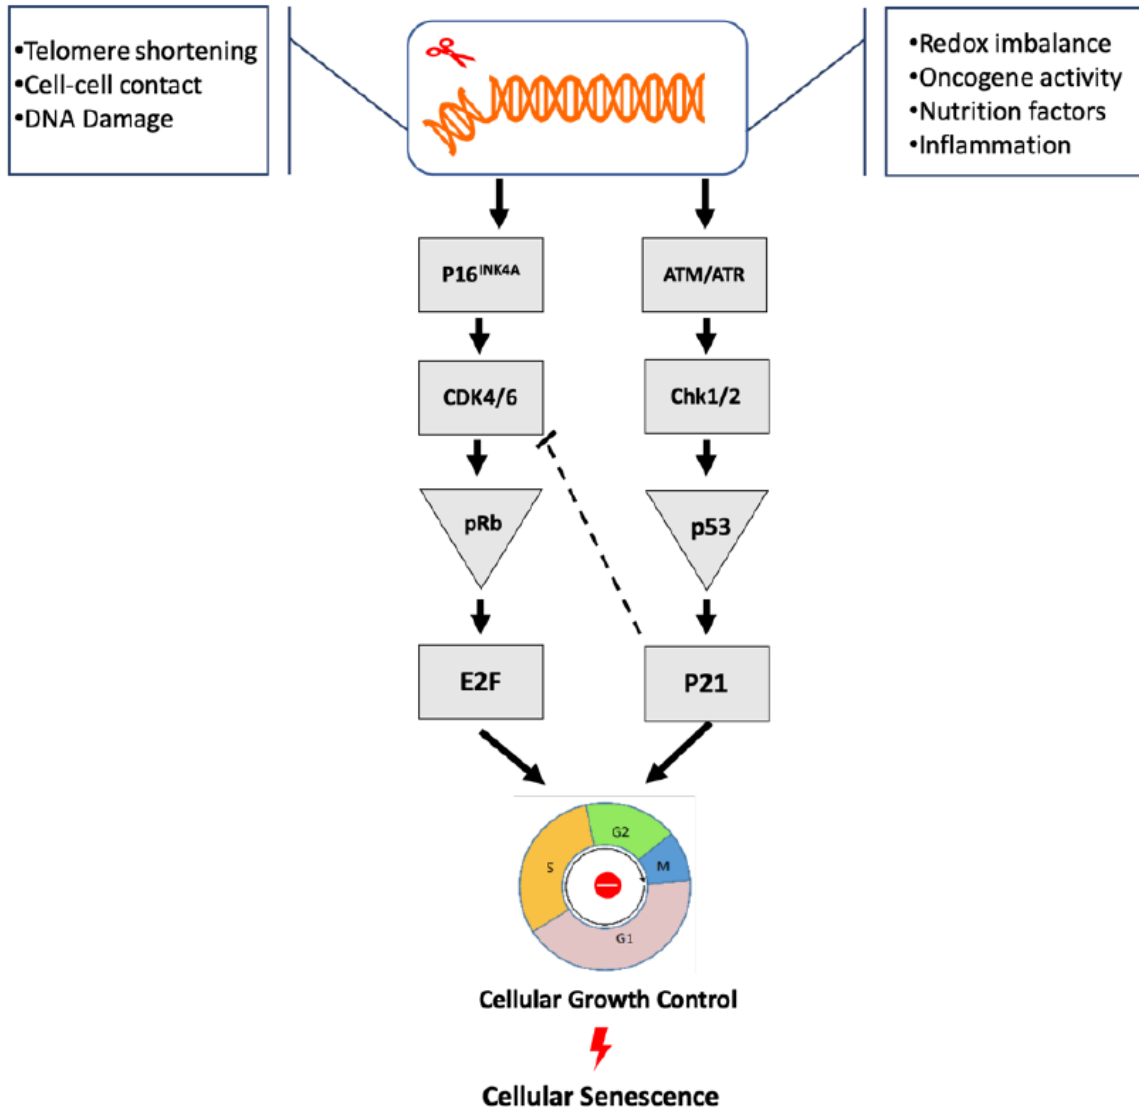 •Telomere shortening
•Cell-cell contact
•DNA Damage
•Redox imbalance
•Oncogene activity
•Nutrition factors
•Inflammation
P16INK4A
ATM/ATR
CDK4/6
Chk1/2
pRb
p53
E2F
P21
G2
S
M
G1
Cellular Growth Control
Cellular Senescence